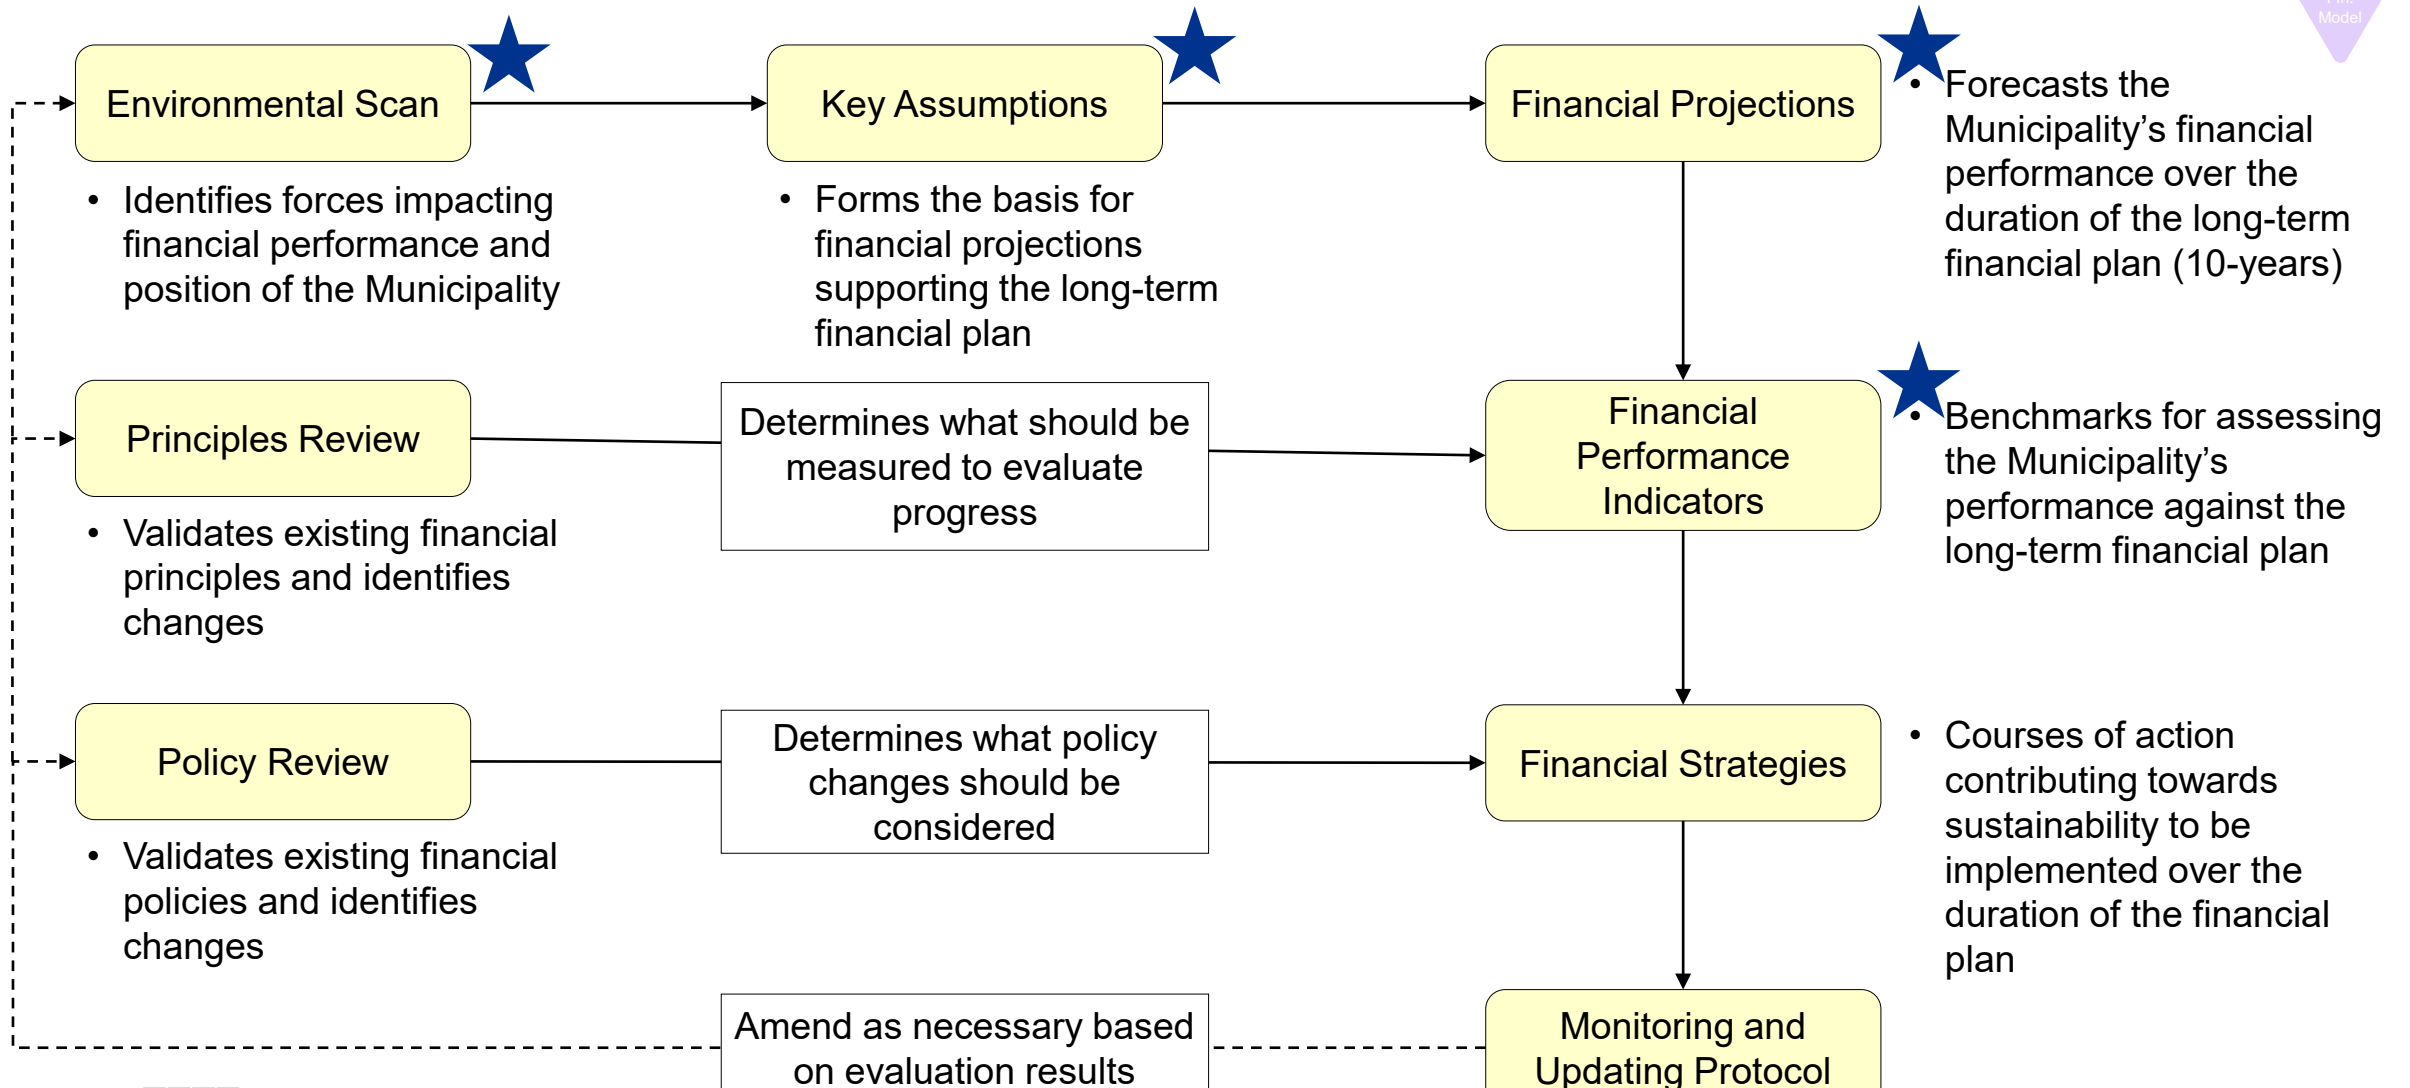 Model
Environmental Scan
Key Assumptions
Financial Projections
• Forecasts the
Municipality’s financial
performance over the
duration of the long-term
financial plan (10-years)
• Identifies forces impacting
financial performance and
position of the Municipality
• Forms the basis for
financial projections
supporting the long-term
financial plan
Principles Review
Determines what should be
measured to evaluate
progress
Financial
Performance
Indicators
• Benchmarks for assessing
the Municipality’s
performance against the
long-term financial plan
• Validates existing financial
principles and identifies
changes
Policy Review
Determines what policy
changes should be
considered
Financial Strategies
• Courses of action
contributing towards
sustainability to be
implemented over the
duration of the financial
plan
• Validates existing financial
policies and identifies
changes
Amend as necessary based
on evaluation results
Monitoring and
Updating Protocol